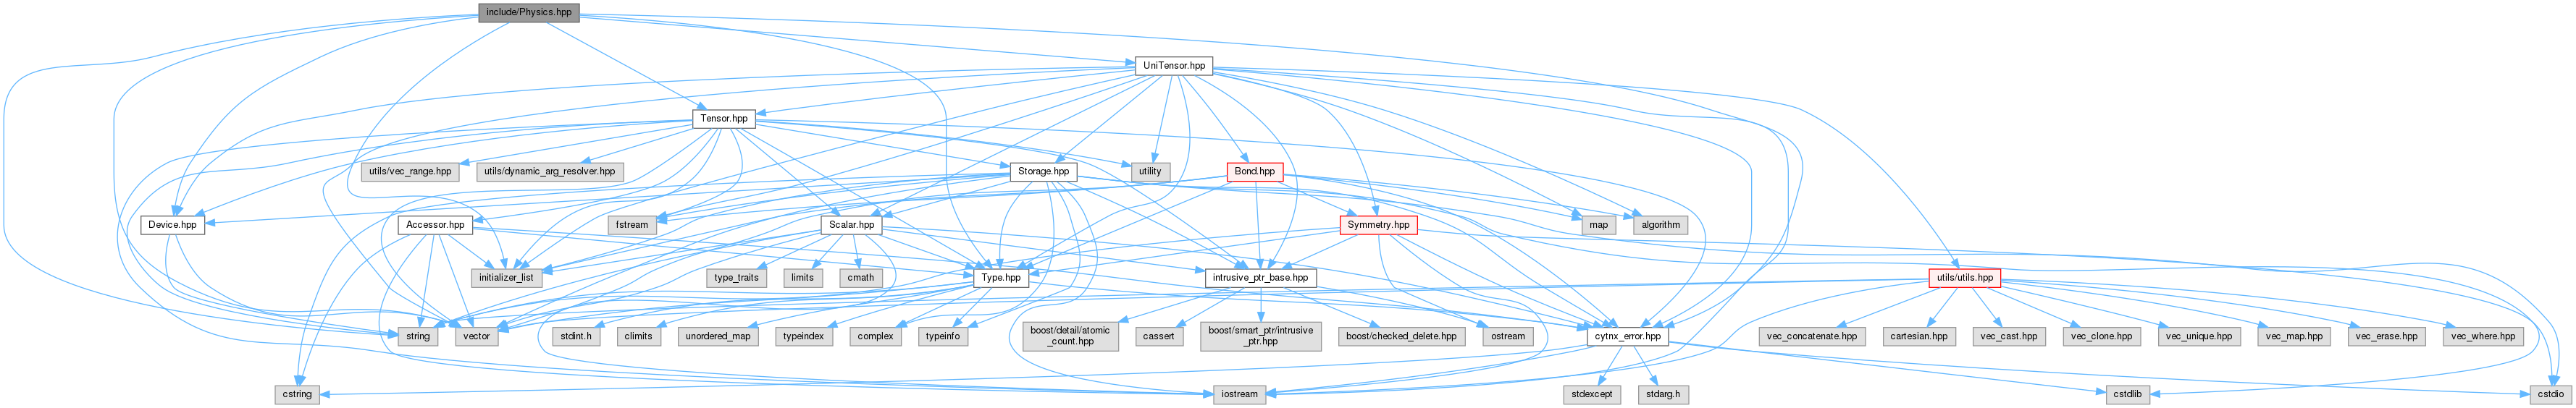 include/Physics.hpp
UniTensor.hpp
Tensor.hpp
utils/vec_range.hpp
utils/dynamic_arg_resolver.hpp
Storage.hpp
utility
Bond.hpp
Device.hpp
Accessor.hpp
fstream
Scalar.hpp
Symmetry.hpp
map
algorithm
initializer_list
type_traits
limits
cmath
Type.hpp
intrusive_ptr_base.hpp
utils/utils.hpp
string
vector
stdint.h
climits
unordered_map
typeindex
complex
typeinfo
boost/detail/atomic
_count.hpp
cassert
boost/smart_ptr/intrusive
_ptr.hpp
boost/checked_delete.hpp
ostream
cytnx_error.hpp
vec_concatenate.hpp
cartesian.hpp
vec_cast.hpp
vec_clone.hpp
vec_unique.hpp
vec_map.hpp
vec_erase.hpp
vec_where.hpp
cstring
iostream
stdexcept
stdarg.h
cstdlib
cstdio